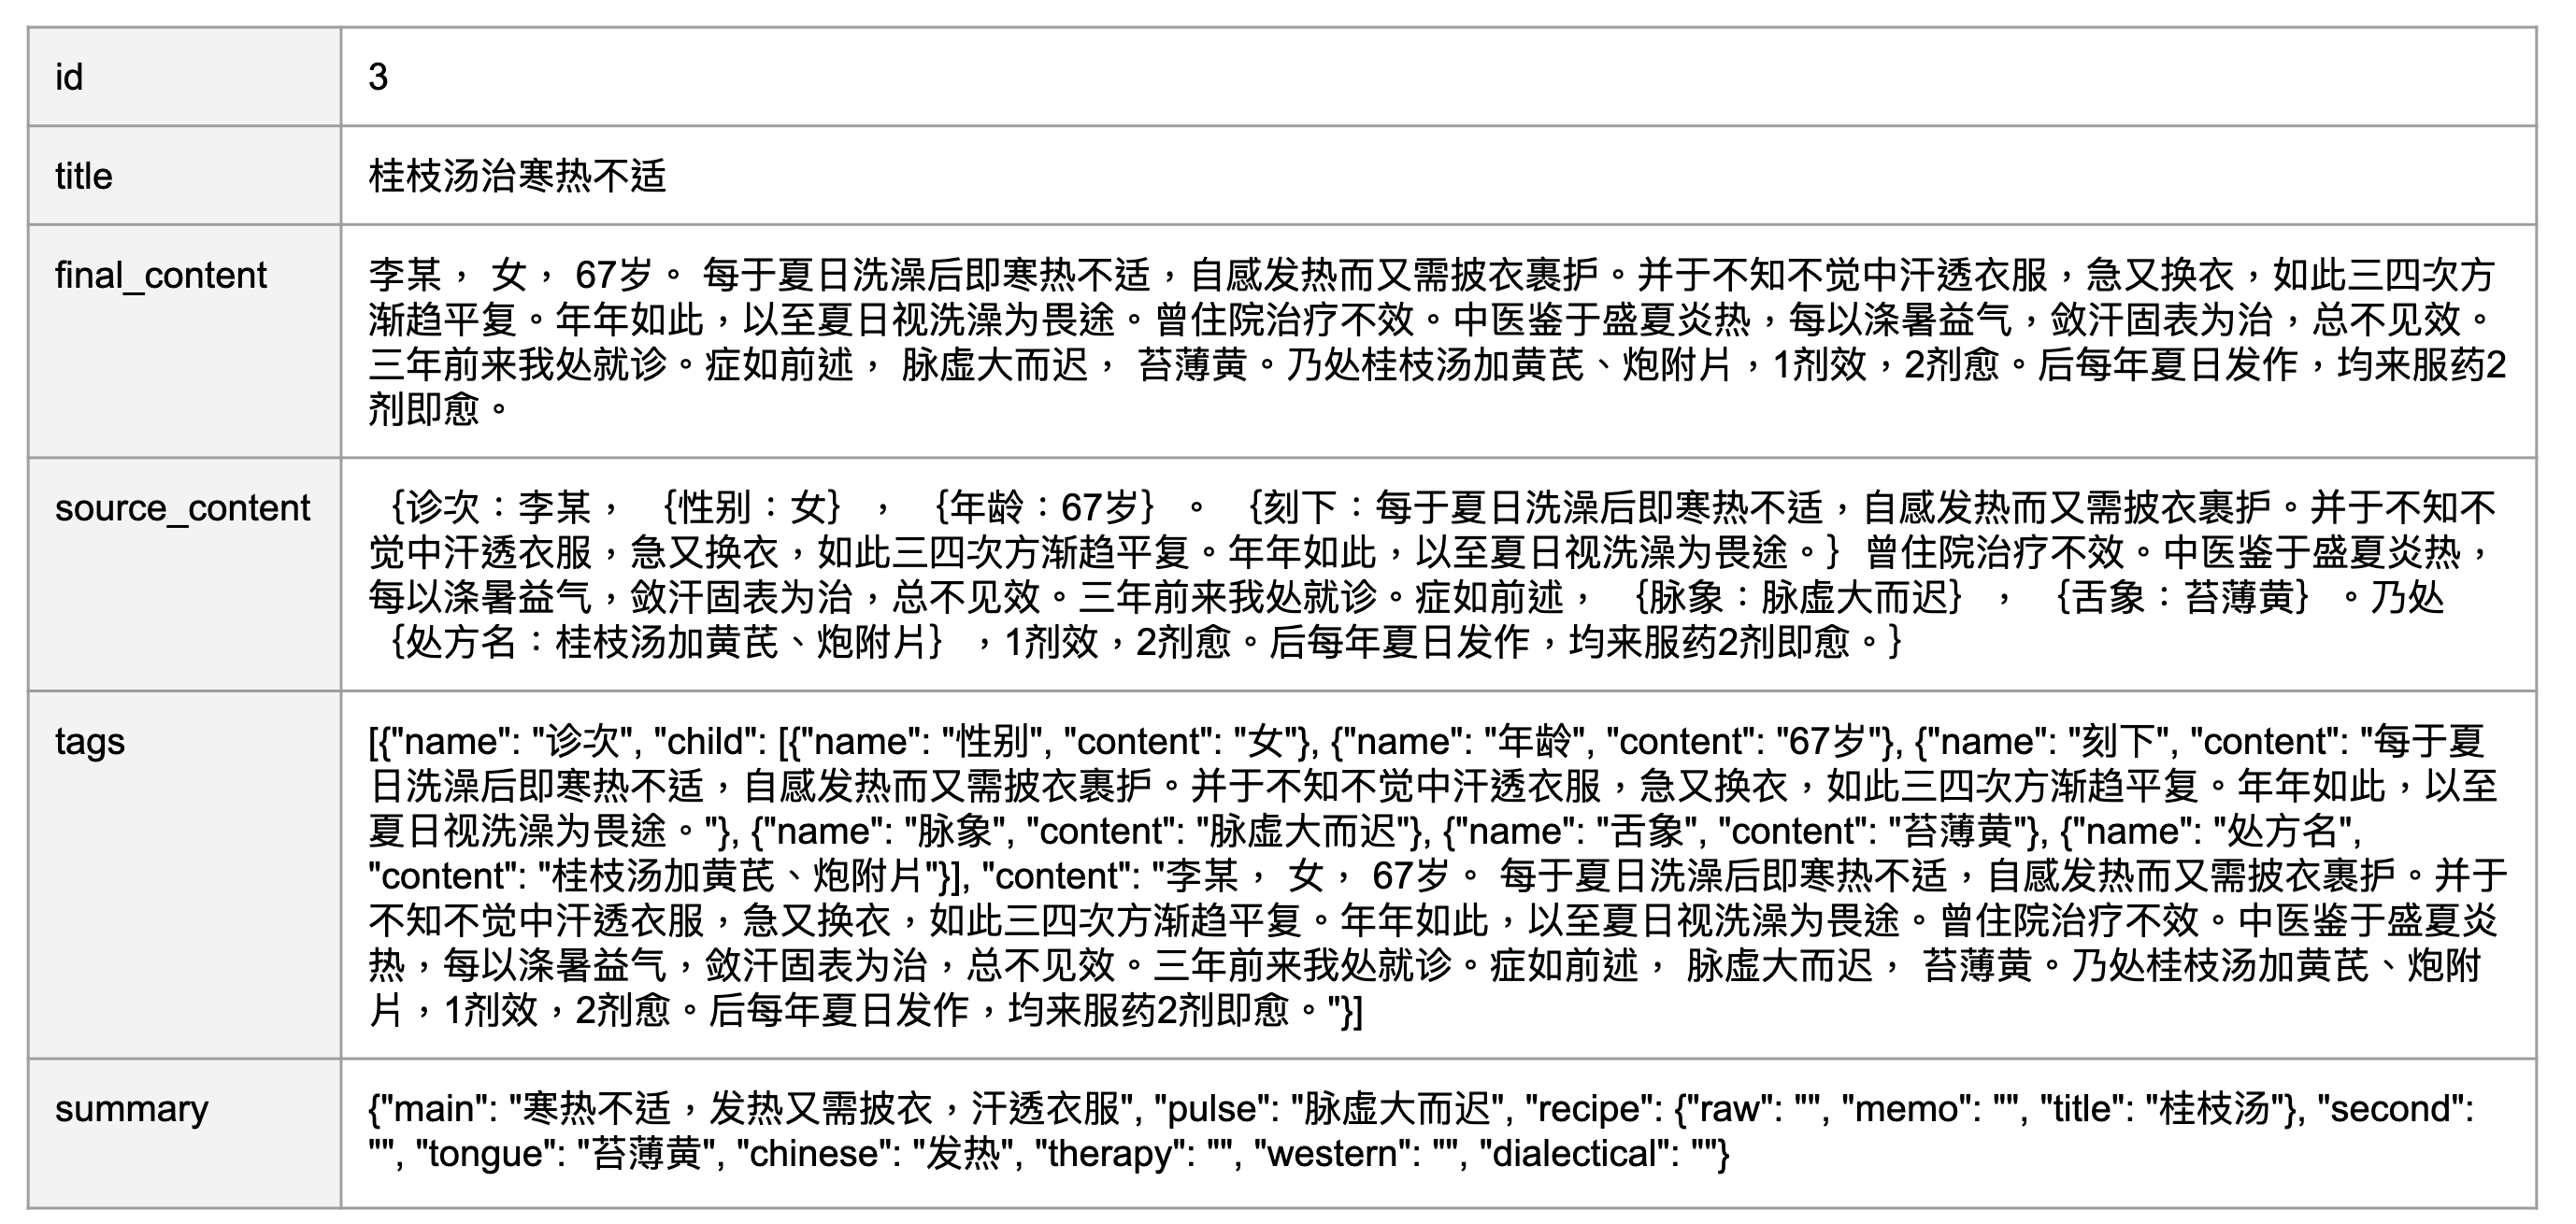 id
3
title
桂枝汤治寒热不适
final_content
李某， 女， 67岁。 每于夏日洗澡后即寒热不适，自感发热而又需披衣裹护。并于不知不觉中汗透衣服，急又换衣，如此三四次方
渐趋平复。年年如此，以至夏日视洗澡为畏途。曾住院治疗不效。中医鉴于盛夏炎热，每以涤暑益气，敛汗固表为治，总不见效。
三年前来我处就诊。症如前述， 脉虚大而迟， 苔薄黄。乃处桂枝汤加黄芪、炮附片，1剂效，2剂愈。后每年夏日发作，均来服药2
剂即愈。
source_content
｛诊次：李某， ｛性别：女｝， ｛年龄：67岁｝。 ｛刻下：每于夏日洗澡后即寒热不适，自感发热而又需披衣裹护。并于不知不
觉中汗透衣服，急又换衣，如此三四次方渐趋平复。年年如此，以至夏日视洗澡为畏途。｝曾住院治疗不效。中医鉴于盛夏炎热，
每以涤暑益气，敛汗固表为治，总不见效。三年前来我处就诊。症如前述， ｛脉象：脉虚大而迟｝， ｛舌象：苔薄黄｝。乃处
｛处方名：桂枝汤加黄芪、炮附片｝，1剂效，2剂愈。后每年夏日发作，均来服药2剂即愈。｝
tags
[{"name": "诊次", "child": [{"name": "性别", "content": "女"}, {"name": "年龄", "content": "67岁"}, {"name": "刻下", "content": "每于夏
日洗澡后即寒热不适，自感发热而又需披衣裹护。并于不知不觉中汗透衣服，急又换衣，如此三四次方渐趋平复。年年如此，以至
夏日视洗澡为畏途。"}, {"name": "脉象", "content": "脉虚大而迟"}, {"name": "舌象", "content": "苔薄黄"}, {"name": "处方名",
"content": "桂枝汤加黄芪、炮附片"}], "content": "李某， 女， 67岁。 每于夏日洗澡后即寒热不适，自感发热而又需披衣裹护。并于
不知不觉中汗透衣服，急又换衣，如此三四次方渐趋平复。年年如此，以至夏日视洗澡为畏途。曾住院治疗不效。中医鉴于盛夏炎
热，每以涤暑益气，敛汗固表为治，总不见效。三年前来我处就诊。症如前述， 脉虚大而迟， 苔薄黄。乃处桂枝汤加黄芪、炮附
片，1剂效，2剂愈。后每年夏日发作，均来服药2剂即愈。"}]
summary
{"main": "寒热不适，发热又需披衣，汗透衣服", "pulse": "脉虚大而迟", "recipe": {"raw": "", "memo": "", "title": "桂枝汤"}, "second":
"", "tongue": "苔薄黄", "chinese": "发热", "therapy": "", "western": "", "dialectical": ""}